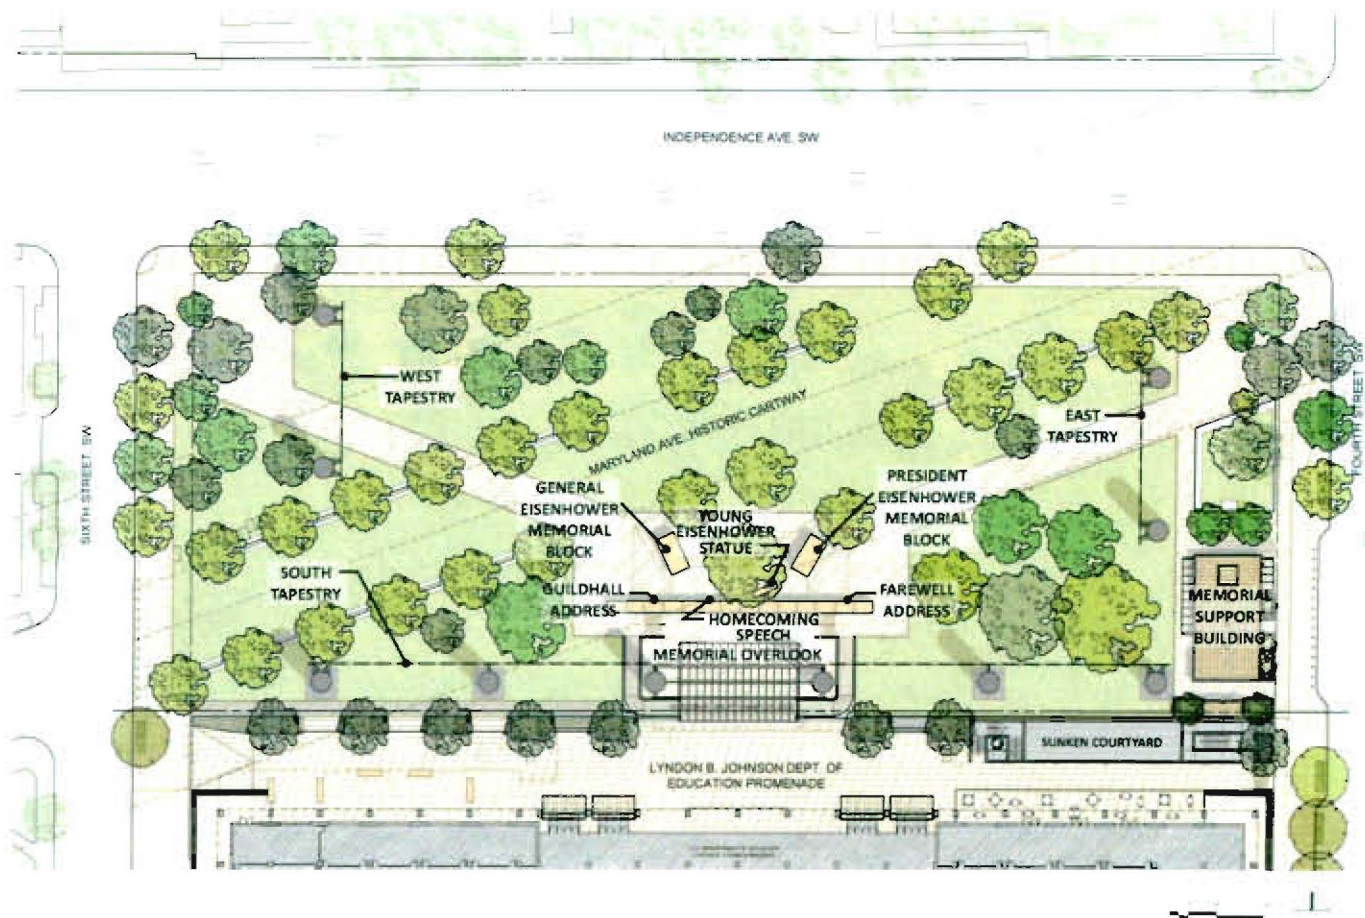 INDEPENDENCE AVE. SW
WEST
TAPESTRY
EAST
TAPESTRY
FOURTH STREET SW
SIXTH STREET SW
MARYLAND AVE. HISTORIC CARTWAY
GENERAL
EISENHOWER
MEMORIAL
BLOCK
YOUNG
EISENHOWER
STATUE
PRESIDENT
EISENHOWER
MEMORIAL
BLOCK
SOUTH
TAPESTRY
GUILDHALL
ADDRESS
FAREWELL
ADDRESS
HOMECOMING
SPEECH
MEMORIAL OVERLOOK
MEMORIAL
SUPPORT
BUILDING
SUNKEN COURTYARD
LYNDON B. JOHNSON DEPT. OF
EDUCATION PROMENADE